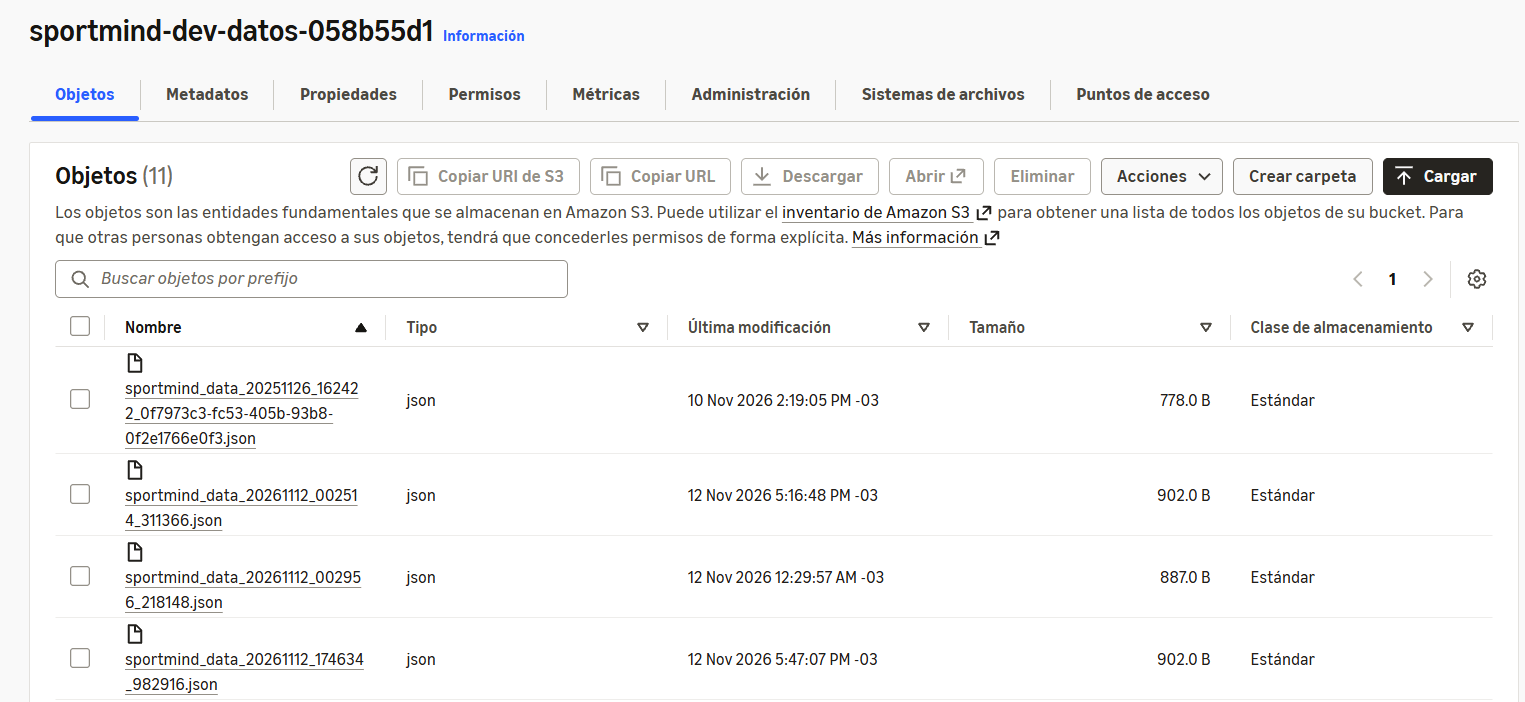 sportmind-dev-datos-058b55d1 Información
Objetos Metadatos Propiedades Permisos Métricas Administración Sistemas de archivos Puntos de acceso
Objetos (11) Copiar URI de S3 Copiar URL Descargar Abrir Eliminar Acciones Crear carpeta Cargar
Los objetos son las entidades fundamentales que se almacenan en Amazon S3. Puede utilizar el inventario de Amazon S3 para obtener una lista de todos los objetos de su bucket. Para
que otras personas obtengan acceso a sus objetos, tendrá que concederles permisos de forma explícita. Más información
Buscar objetos por prefijo 1
Nombre Tipo Última modificación Tamaño Clase de almacenamiento
sportmind_data_20251126_16242
2_0f7973c3-fc53-405b-93b8-
0f2e1766e0f3.json
json 10 Nov 2026 2:19:05 PM -03 778.0 B Estándar
sportmind_data_20261112_00251
4_311366.json
json 12 Nov 2026 5:16:48 PM -03 902.0 B Estándar
sportmind_data_20261112_00295
6_218148.json
json 12 Nov 2026 12:29:57 AM -03 887.0 B Estándar
sportmind_data_20261112_174634
_982916.json
json 12 Nov 2026 5:47:07 PM -03 902.0 B Estándar